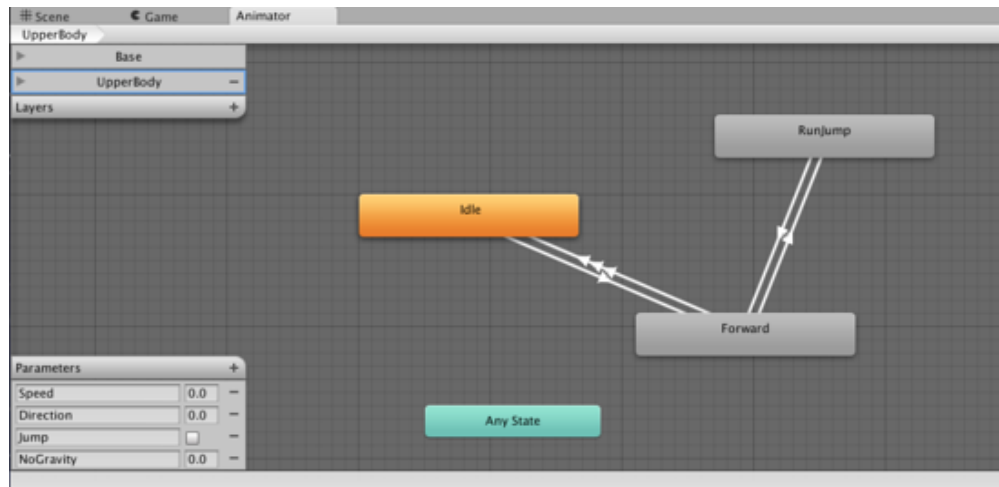 Scene Game Animator
UpperBody
Base
UpperBody
Layers
RunJump
Idle
Forward
Any State
Parameters
Speed 0.0
Direction 0.0
Jump
NoGravity 0.0